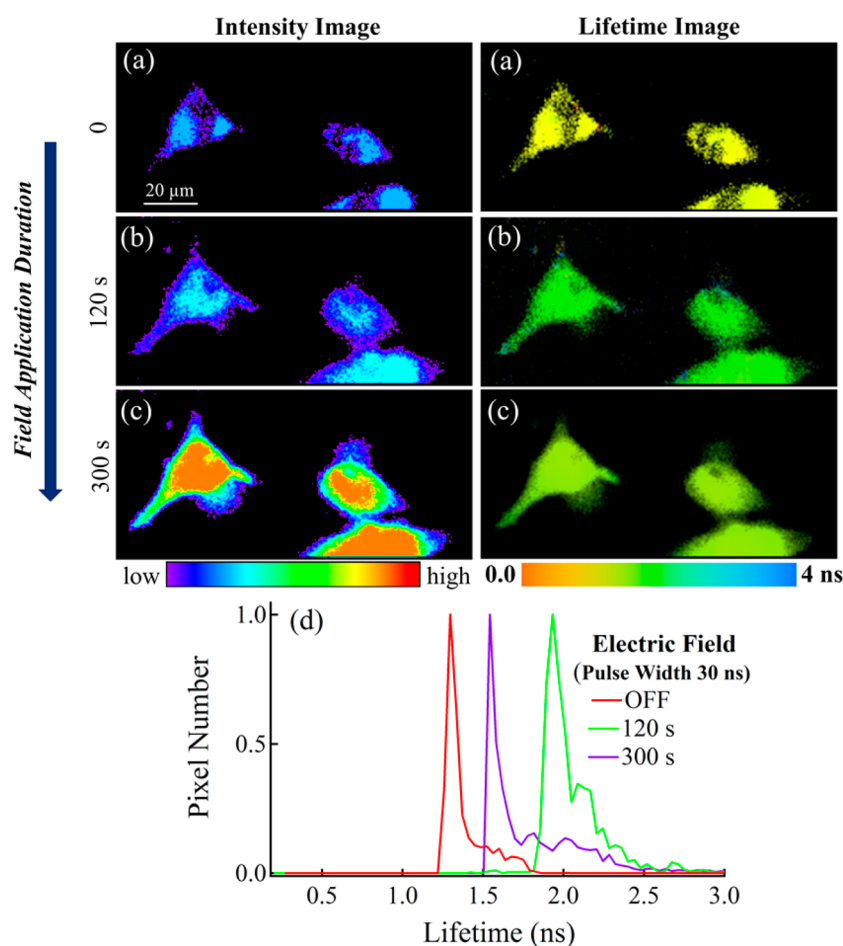 Intensity Image
Lifetime Image
Field Application Duration
0
120 s
300 s
(a)
20 µm
(a)
(b)
(b)
(c)
(c)
low
high
0.0
4 ns
(d)
Electric Field
(Pulse Width 30 ns)
OFF
120 s
300 s
Pixel Number
1.0
0.5
0.0
0.5
1.0
1.5
2.0
2.5
3.0
Lifetime (ns)